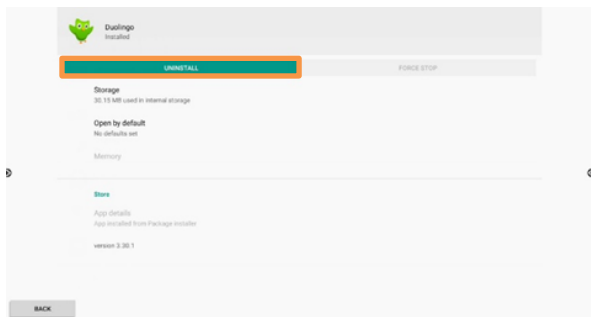 Duolingo
Installed
UNINSTALL
FORCE STOP
Storage
30.15 MB used in internal storage
Open by default
No defaults set
Memory
Store
App details
App installed from Package installer
version 3.30.1
BACK